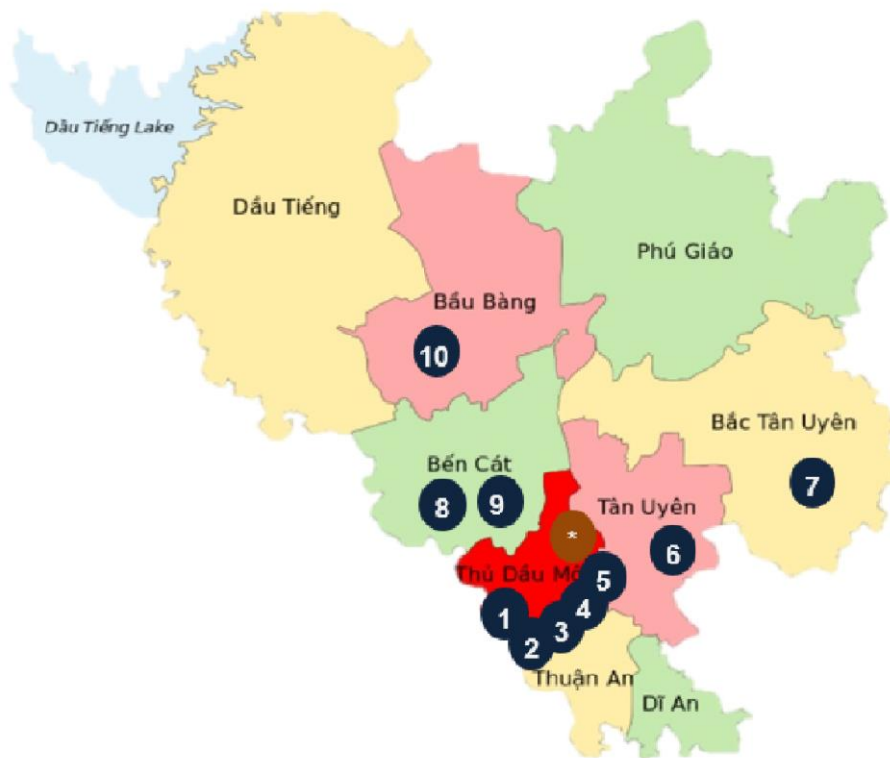 Dầu Tiếng Lake
Dầu Tiếng
Phú Giáo
Bầu Bàng
10
Bắc Tân Uyên
Bến Cát
7
8
9
Tân Uyên
*
6
Thủ Dầu Mộ
5
1
4
3
2
Thuận An
Dĩ An